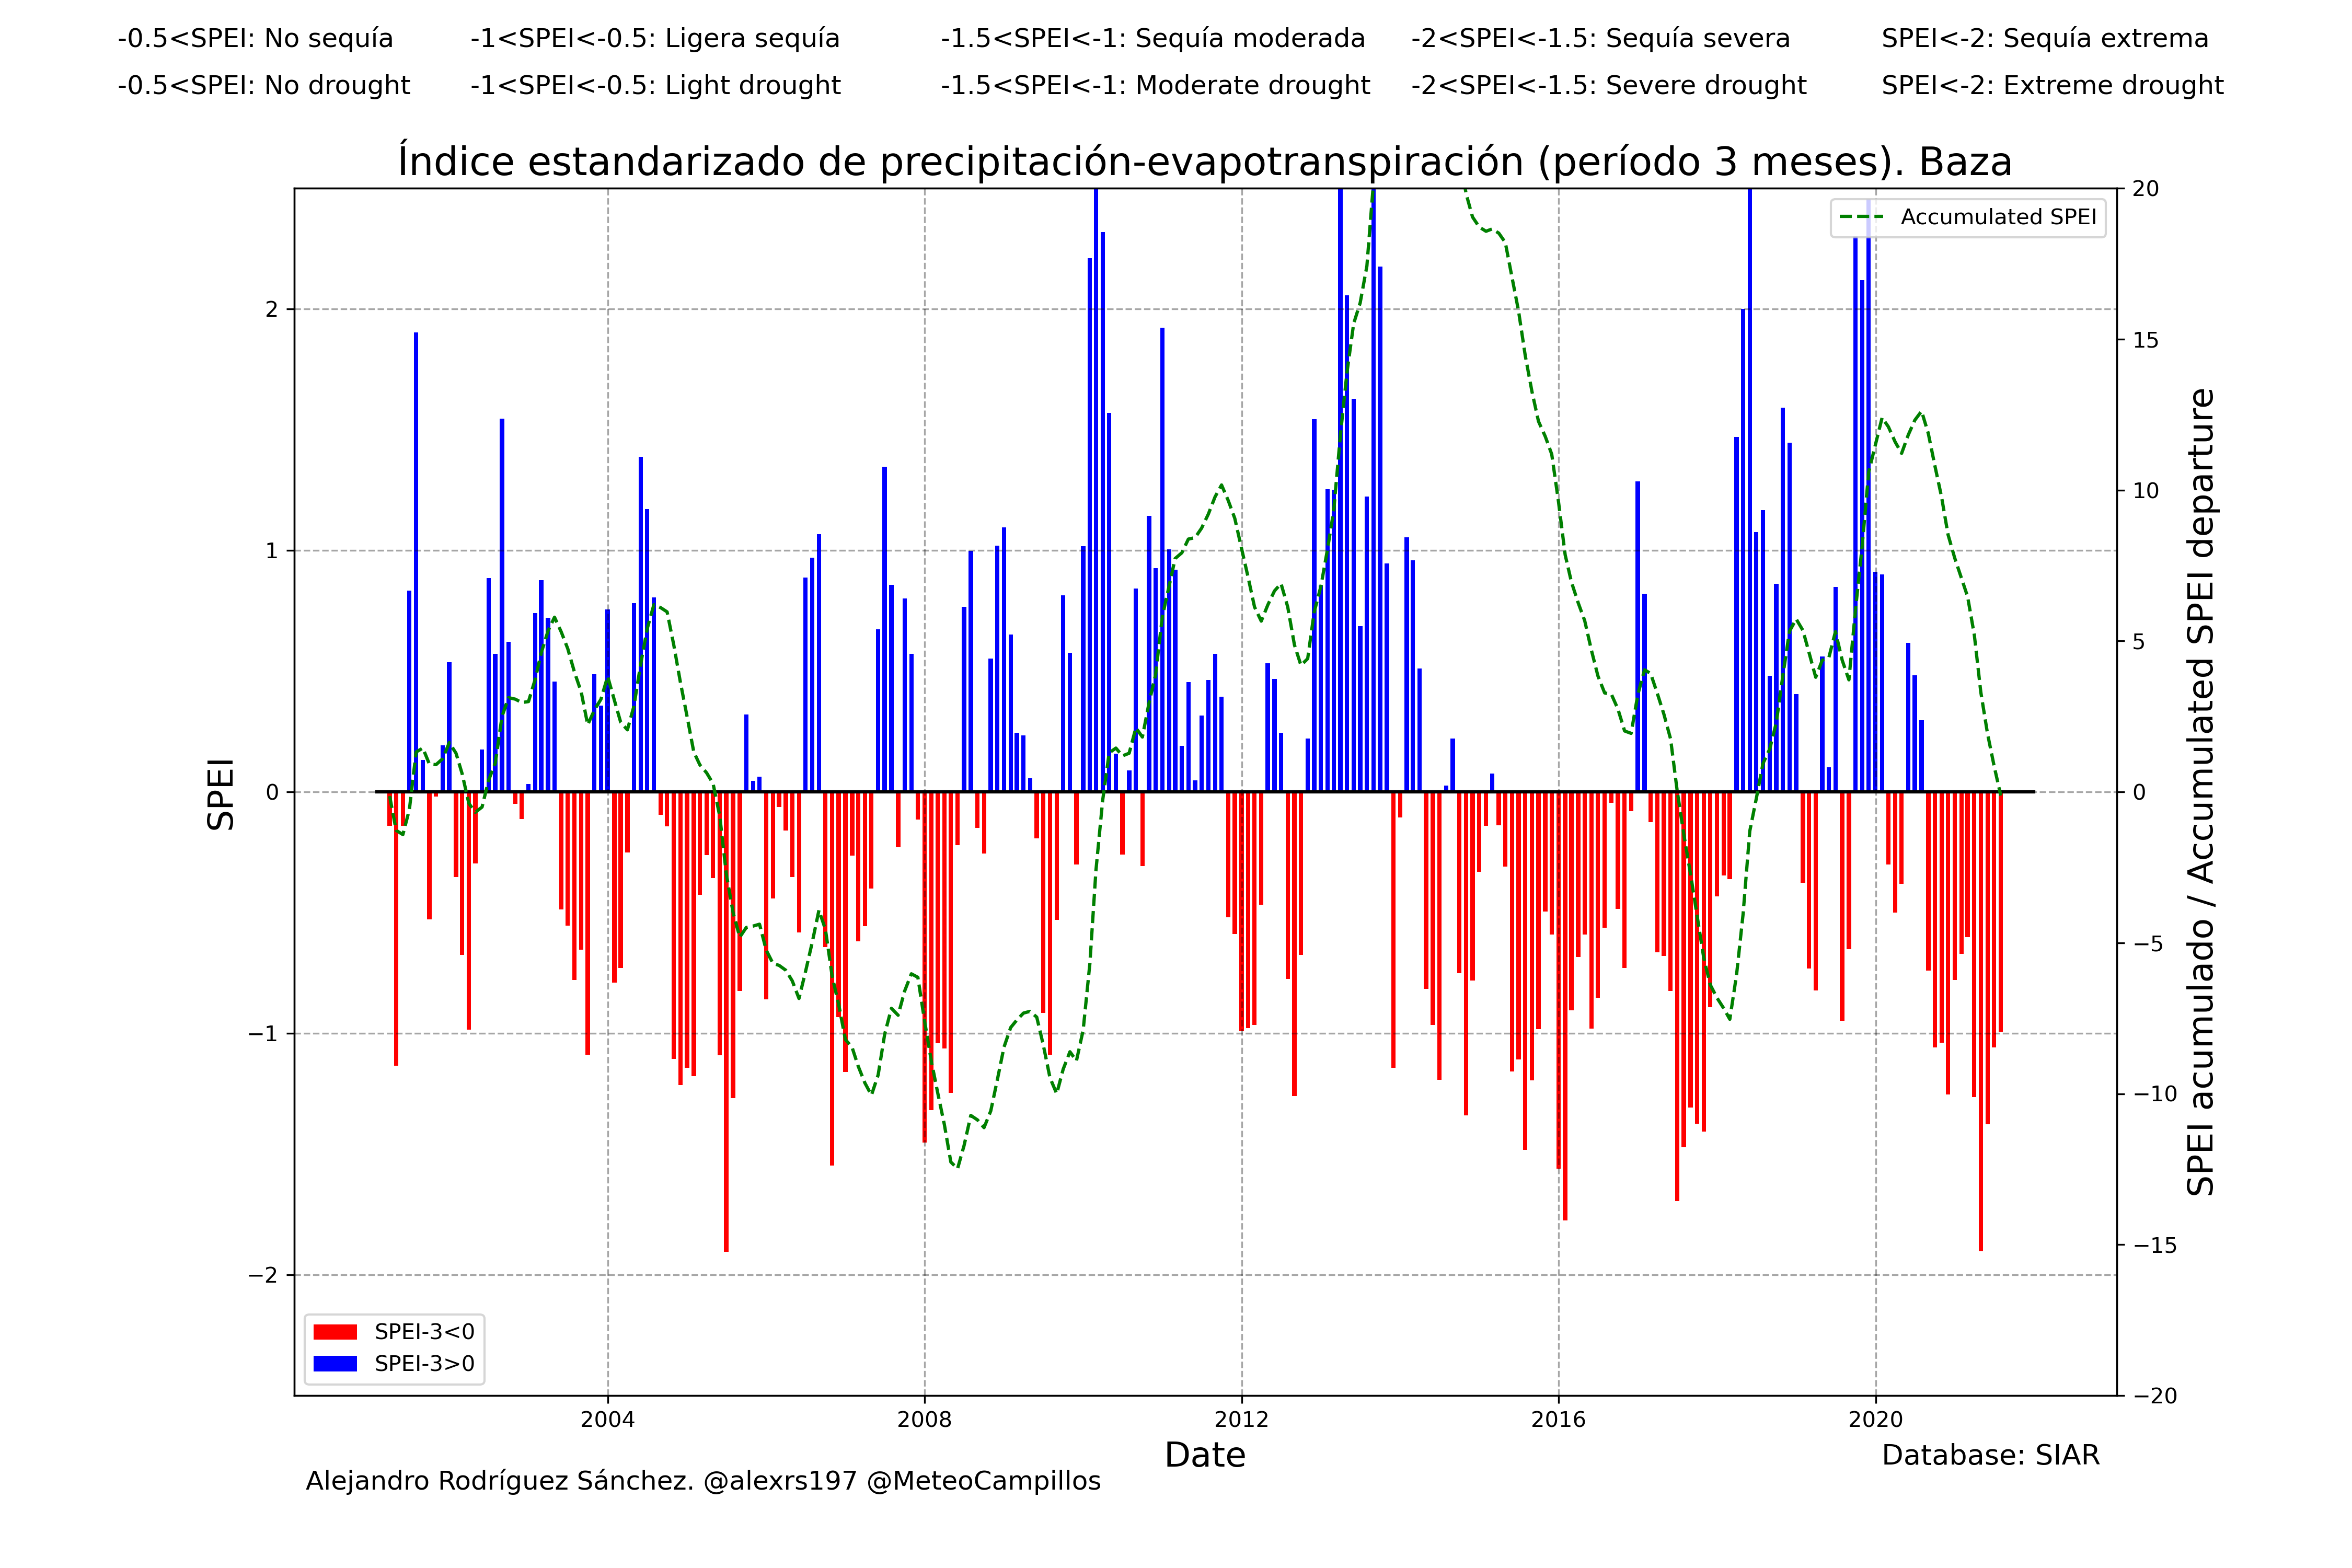 -0.5<SPEI: No sequía -1<SPEI<-0.5: Ligera sequía -1.5<SPEI<-1: Sequía moderada -2<SPEI<-1.5: Sequía severa SPEI<-2: Sequía extrema
-0.5<SPEI: No drought -1<SPEI<-0.5: Light drought -1.5<SPEI<-1: Moderate drought -2<SPEI<-1.5: Severe drought SPEI<-2: Extreme drought
Índice estandarizado de precipitación-evapotranspiración (período 3 meses). Baza
Accumulated SPEI
SPEI
2
1
0
−1
−2
20
15
10
5
0
−5
−10
−15
−20
SPEI acumulado / Accumulated SPEI departure
SPEI-3<0
SPEI-3>0
2004 2008 2012 2016 2020
Date
Database: SIAR
Alejandro Rodríguez Sánchez. @alexrs197 @MeteoCampillos